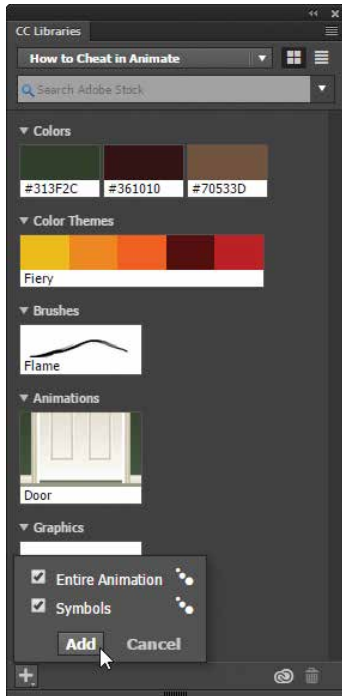 CC Libraries
How to Cheat in Animate
Search Adobe Stock
Colors
#313F2C #361010 #70533D
Color Themes
Fiery
Brushes
Flame
Animations
Door
Graphics
Entire Animation
Symbols
Add Cancel